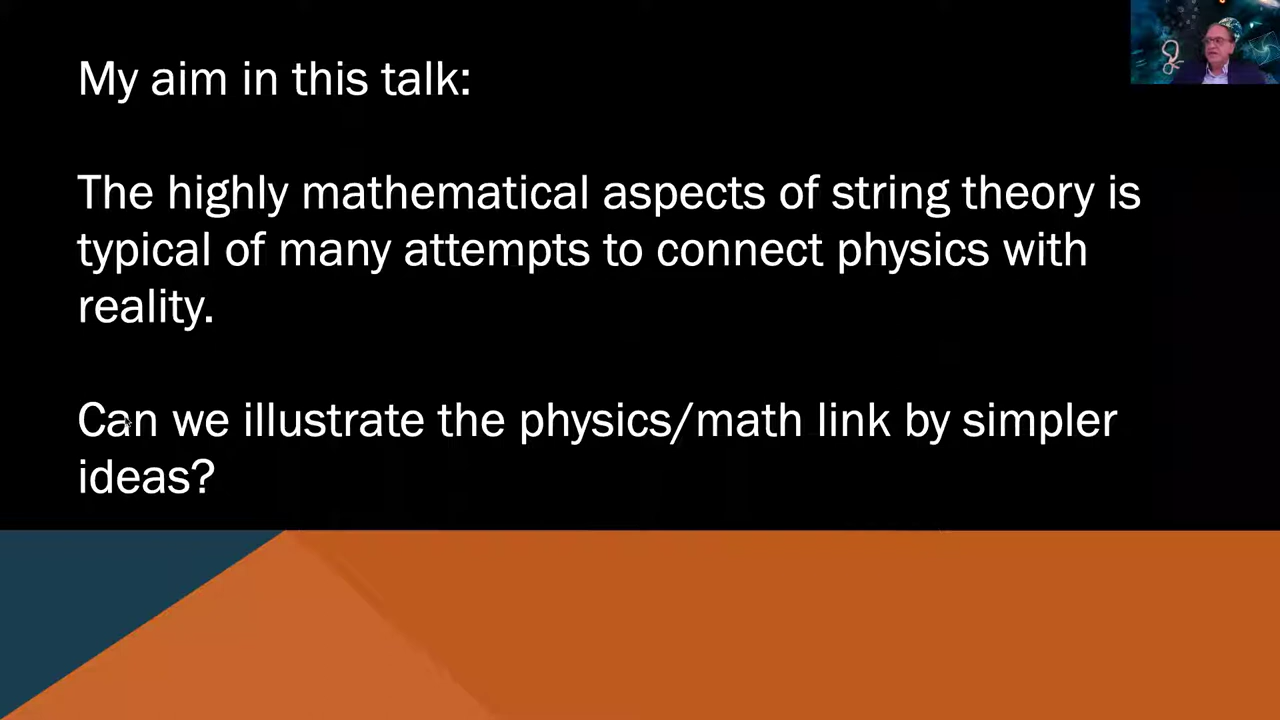 My aim in this talk:
The highly mathematical aspects of string theory is
typical of many attempts to connect physics with
reality.
Can we illustrate the physics/math link by simpler
ideas?